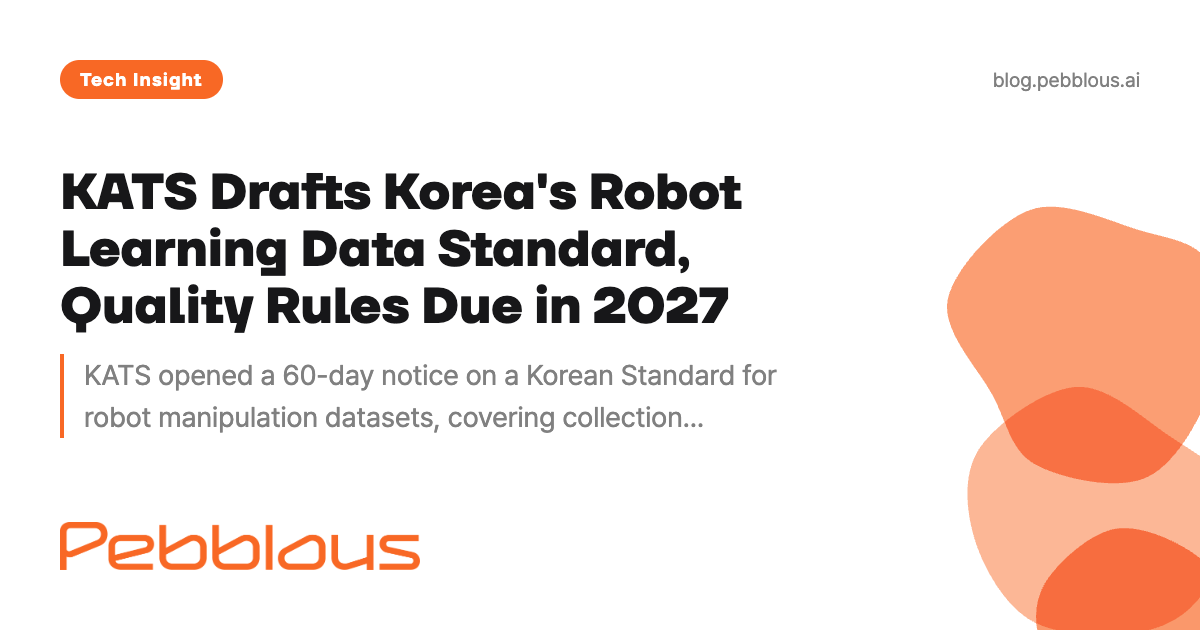 Tech Insight
blog.pebblous.ai
KATS Drafts Korea's Robot
Learning Data Standard,
Quality Rules Due in 2027
KATS opened a 60-day notice on a Korean Standard for
robot manipulation datasets, covering collection...
Pebblous